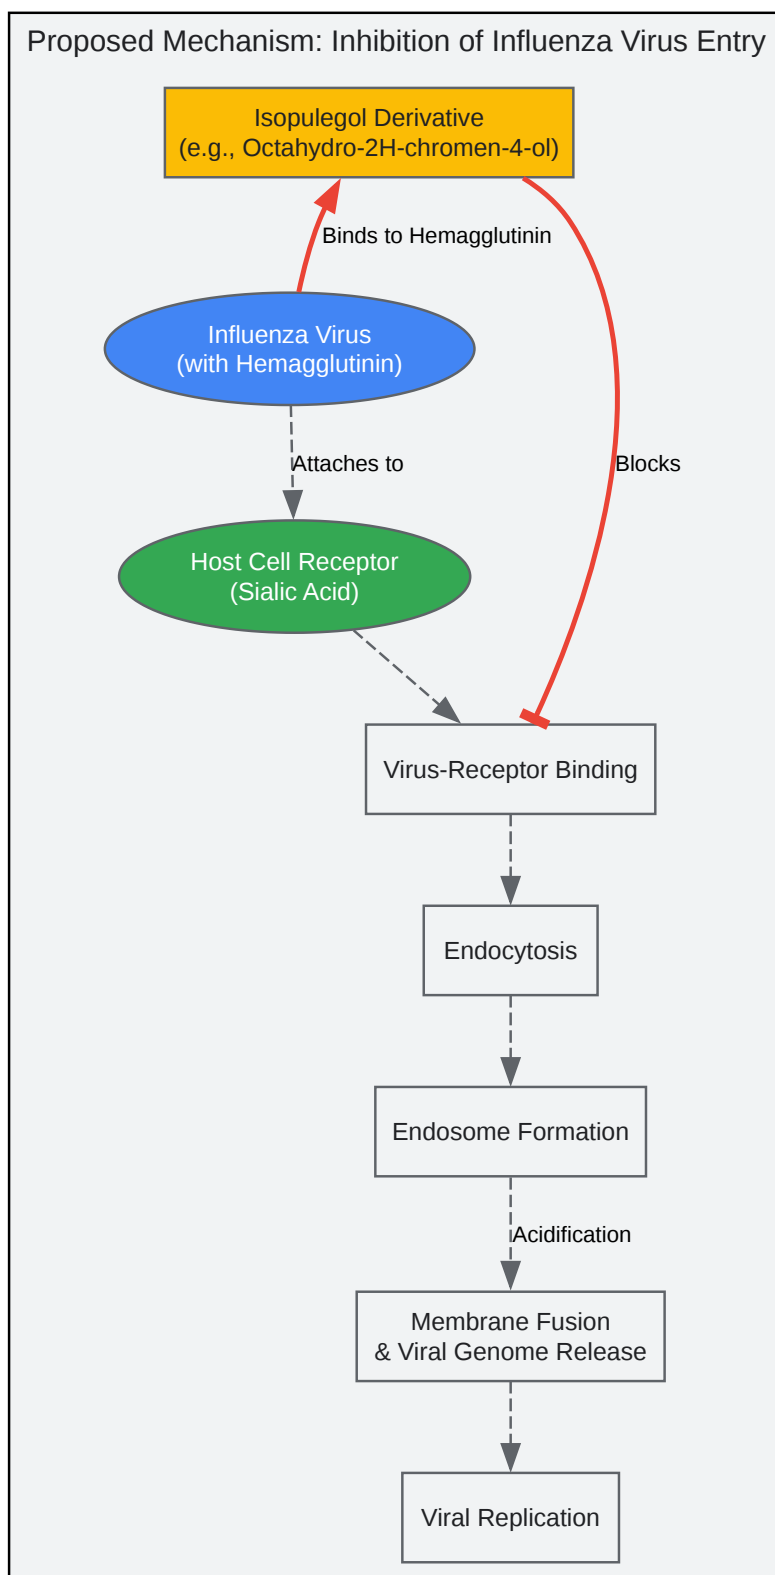 Proposed Mechanism: Inhibition of Influenza Virus Entry
Isopulegol Derivative
(e.g., Octahydro-2H-chromen-4-ol)
Binds to Hemagglutinin
Influenza Virus
(with Hemagglutinin)
Attaches to
Blocks
Host Cell Receptor
(Sialic Acid)
Virus-Receptor Binding
Endocytosis
Endosome Formation
Acidification
Membrane Fusion
& Viral Genome Release
Viral Replication